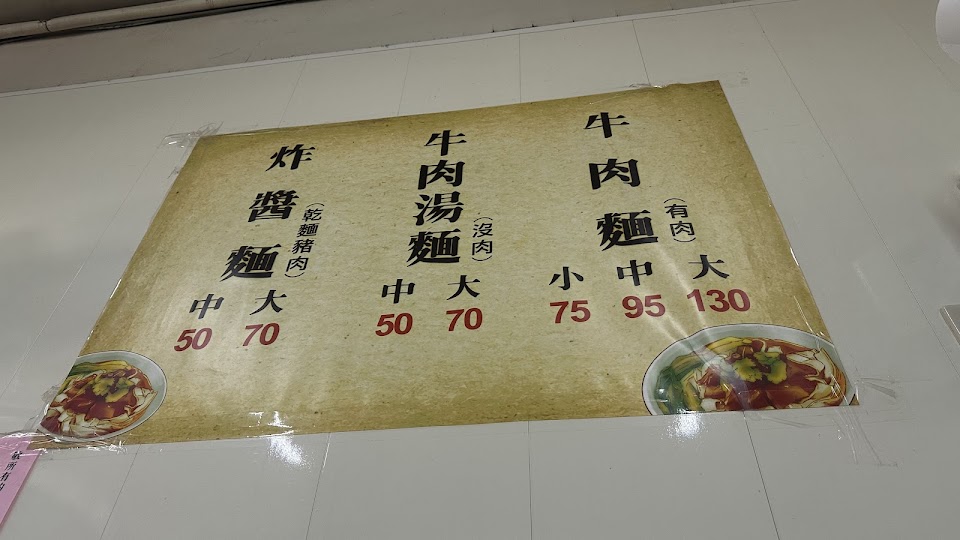 牛肉麵
(有肉)
小 中 大
75 95 130
牛肉湯麵
(沒肉)
中 大
50 70
炸醬麵
(乾麵豬肉)
中 大
50 70